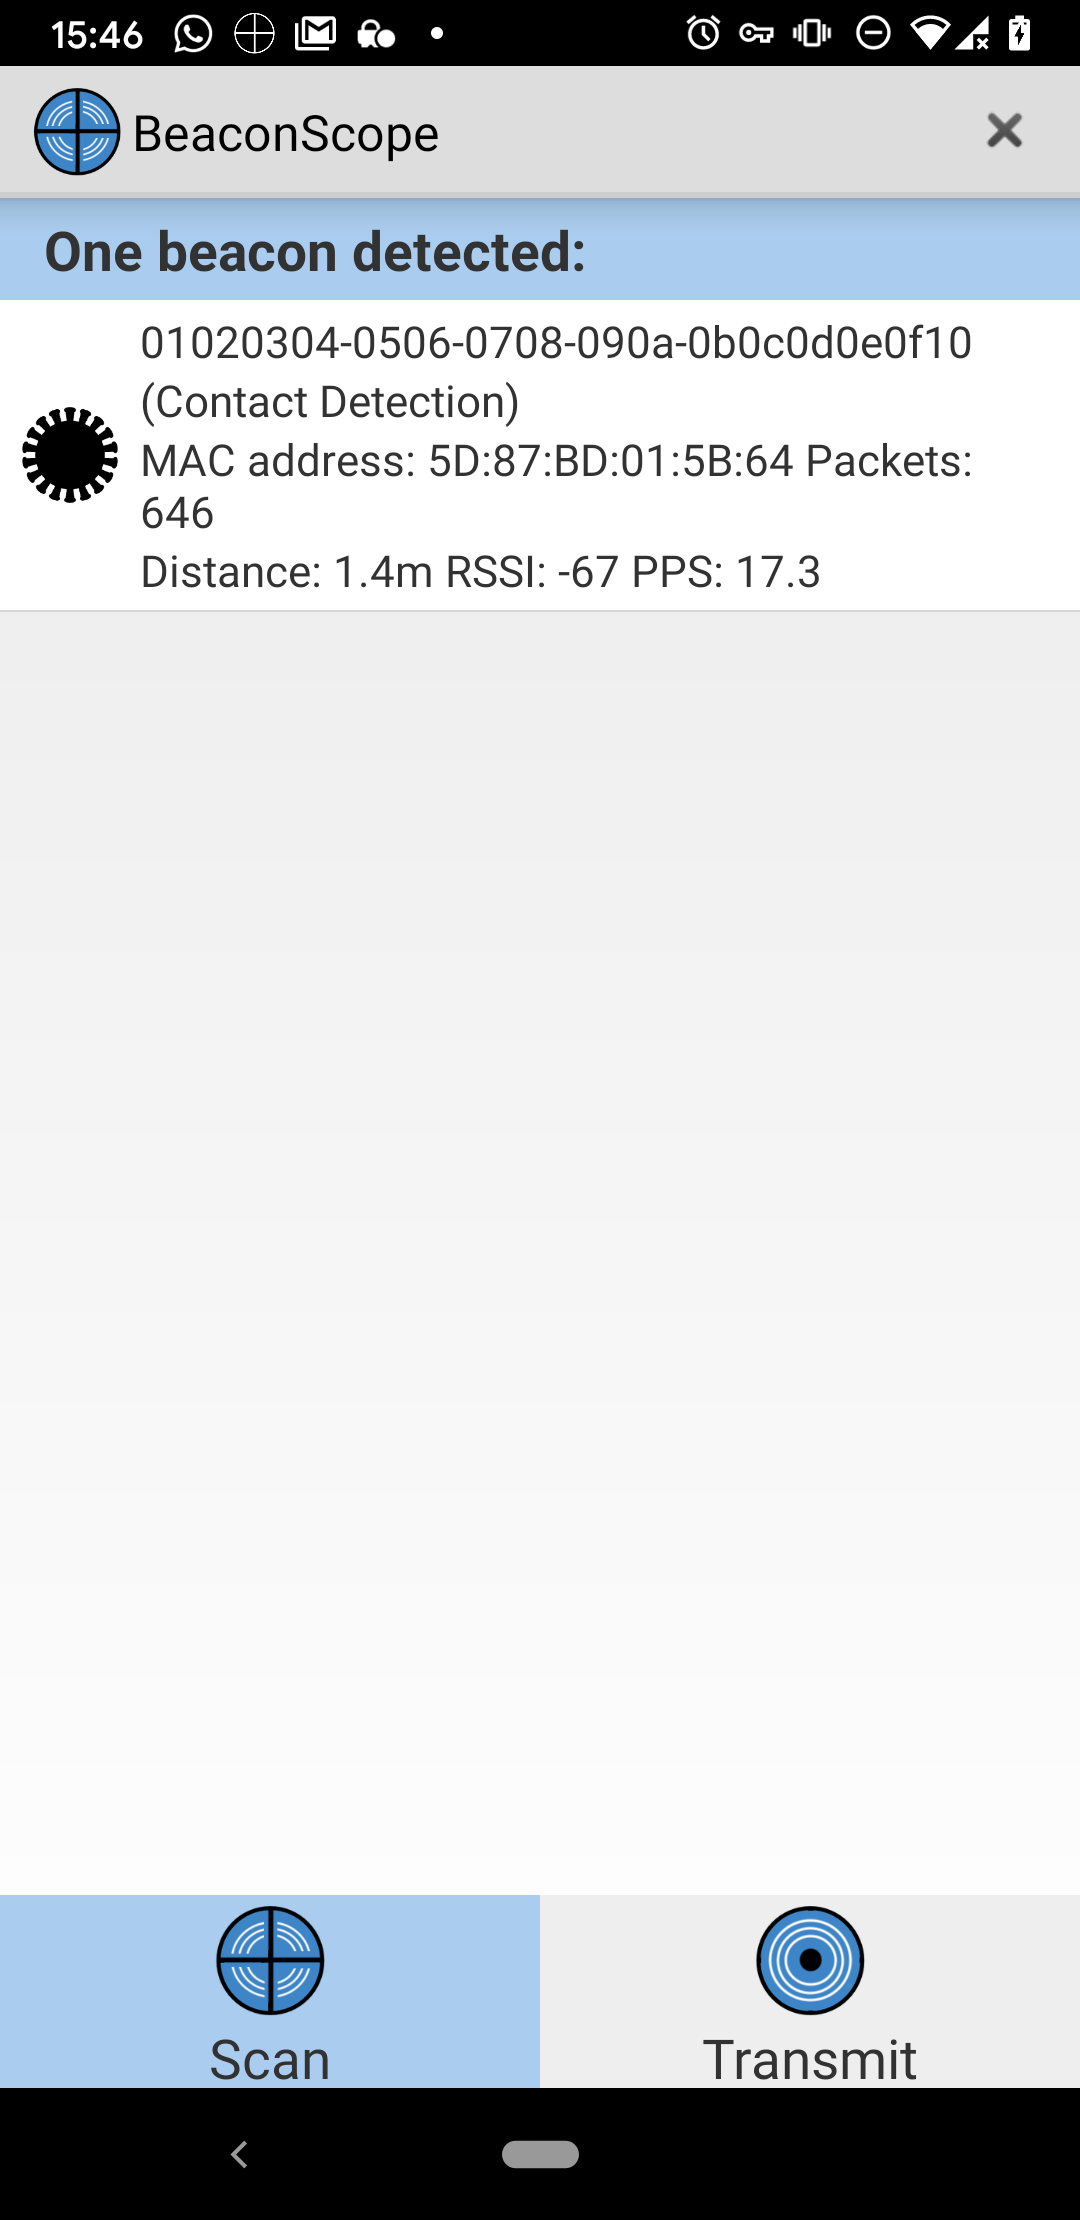 15:46
BeaconScope
One beacon detected:
01020304-0506-0708-090a-0b0c0d0e0f10
(Contact Detection)
MAC address: 5D:87:BD:01:5B:64 Packets:
646
Distance: 1.4m RSSI: -67 PPS: 17.3
Scan
Transmit